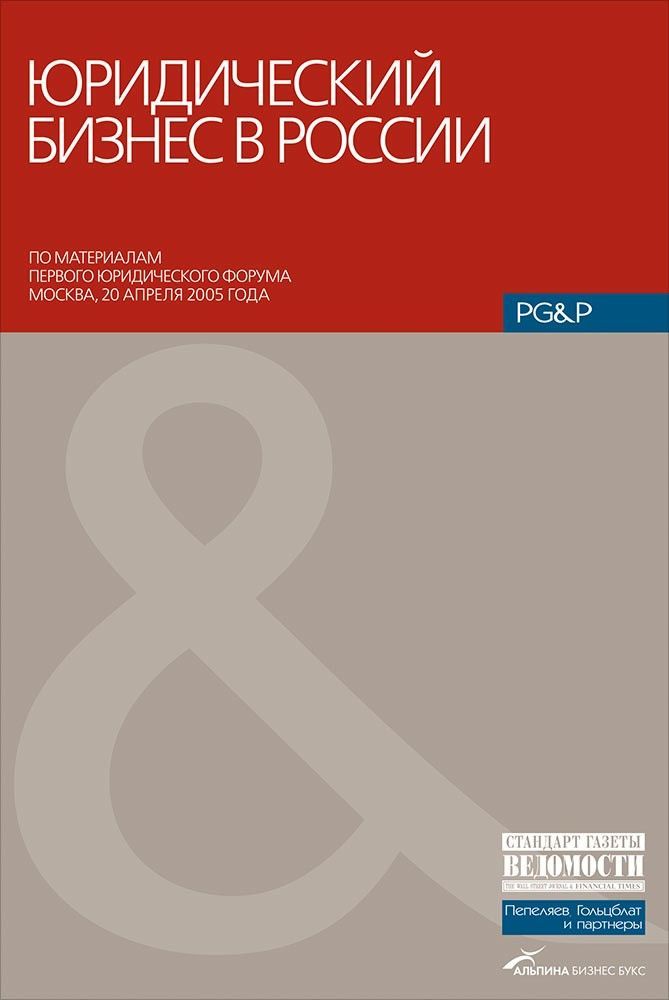 ЮРИДИЧЕСКИЙ
БИЗНЕС В РОССИИ
ПО МАТЕРИАЛАМ
ПЕРВОГО ЮРИДИЧЕСКОГО ФОРУМА
МОСКВА, 20 АПРЕЛЯ 2005 ГОДА
PG&P
&
СТАНДАРТ ГАЗЕТЫ
ВЕДОМОСТИ
THE WALL STREET JOURNAL & FINANCIAL TIMES
Пепеляев, Гольцблат
и партнеры
АЛЬПИНА БИЗНЕС БУКС